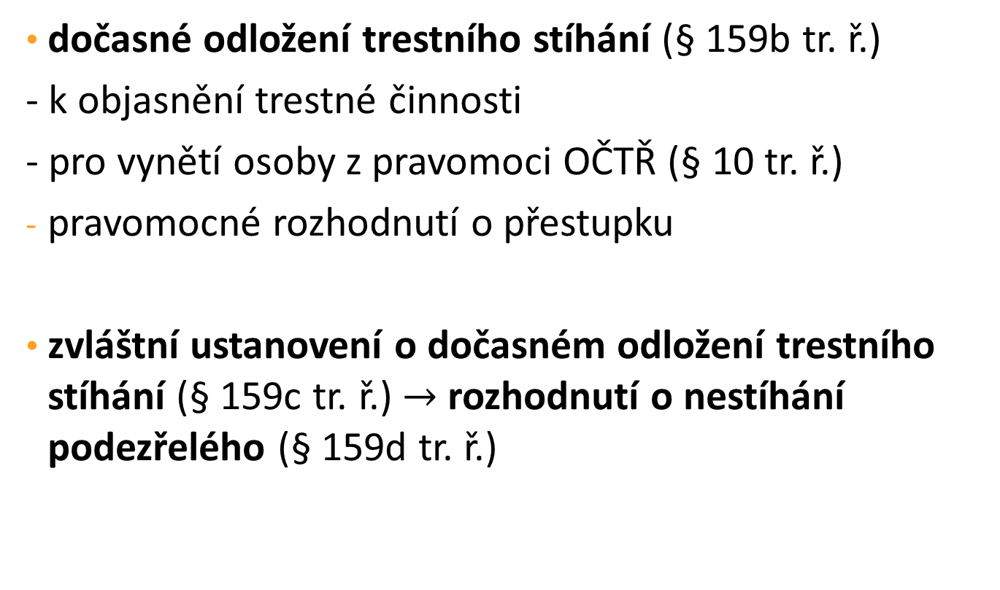 • dočasné odložení trestního stíhání (§ 159b tr. ř.)
- k objasnění trestné činnosti
- pro vynětí osoby z pravomoci OČTŘ (§ 10 tr. ř.)
- pravomocné rozhodnutí o přestupku
• zvláštní ustanovení o dočasném odložení trestního
stíhání (§ 159c tr. ř.) → rozhodnutí o nestíhání
podezřelého (§ 159d tr. ř.)